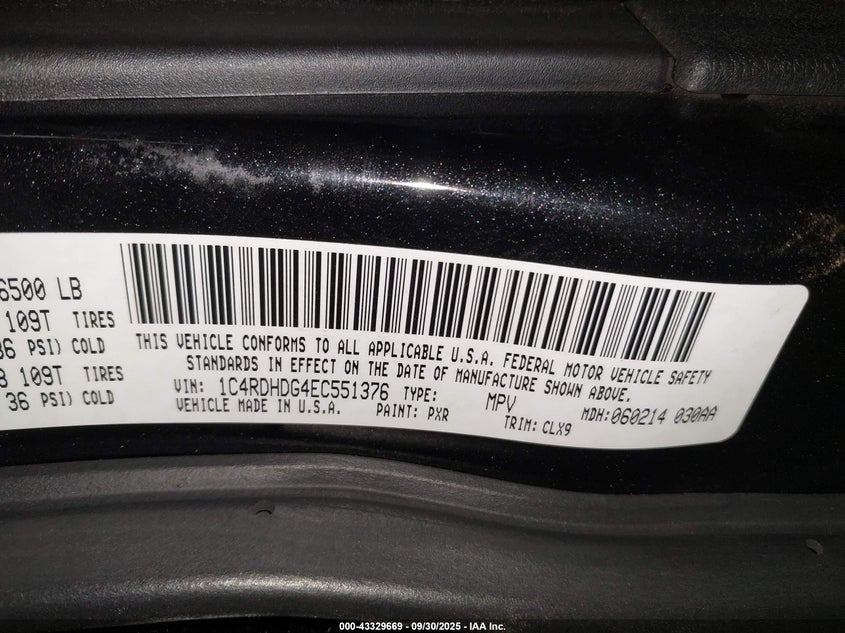 6500 LB
109T TIRES
36 PSI) COLD
109T TIRES
36 PSI) COLD
THIS VEHICLE CONFORMS TO ALL APPLICABLE U.S.A. FEDERAL MOTOR VEHICLE SAFETY
STANDARDS IN EFFECT ON THE DATE OF MANUFACTURE SHOWN ABOVE.
VIN: 1C4RDHDG4EC551376 TYPE: MPV MDH: 060214 030AA
VEHICLE MADE IN U.S.A. PAINT: PXR TRIM: CLX9
000-43329669 - 09/30/2025 - IAA Inc.